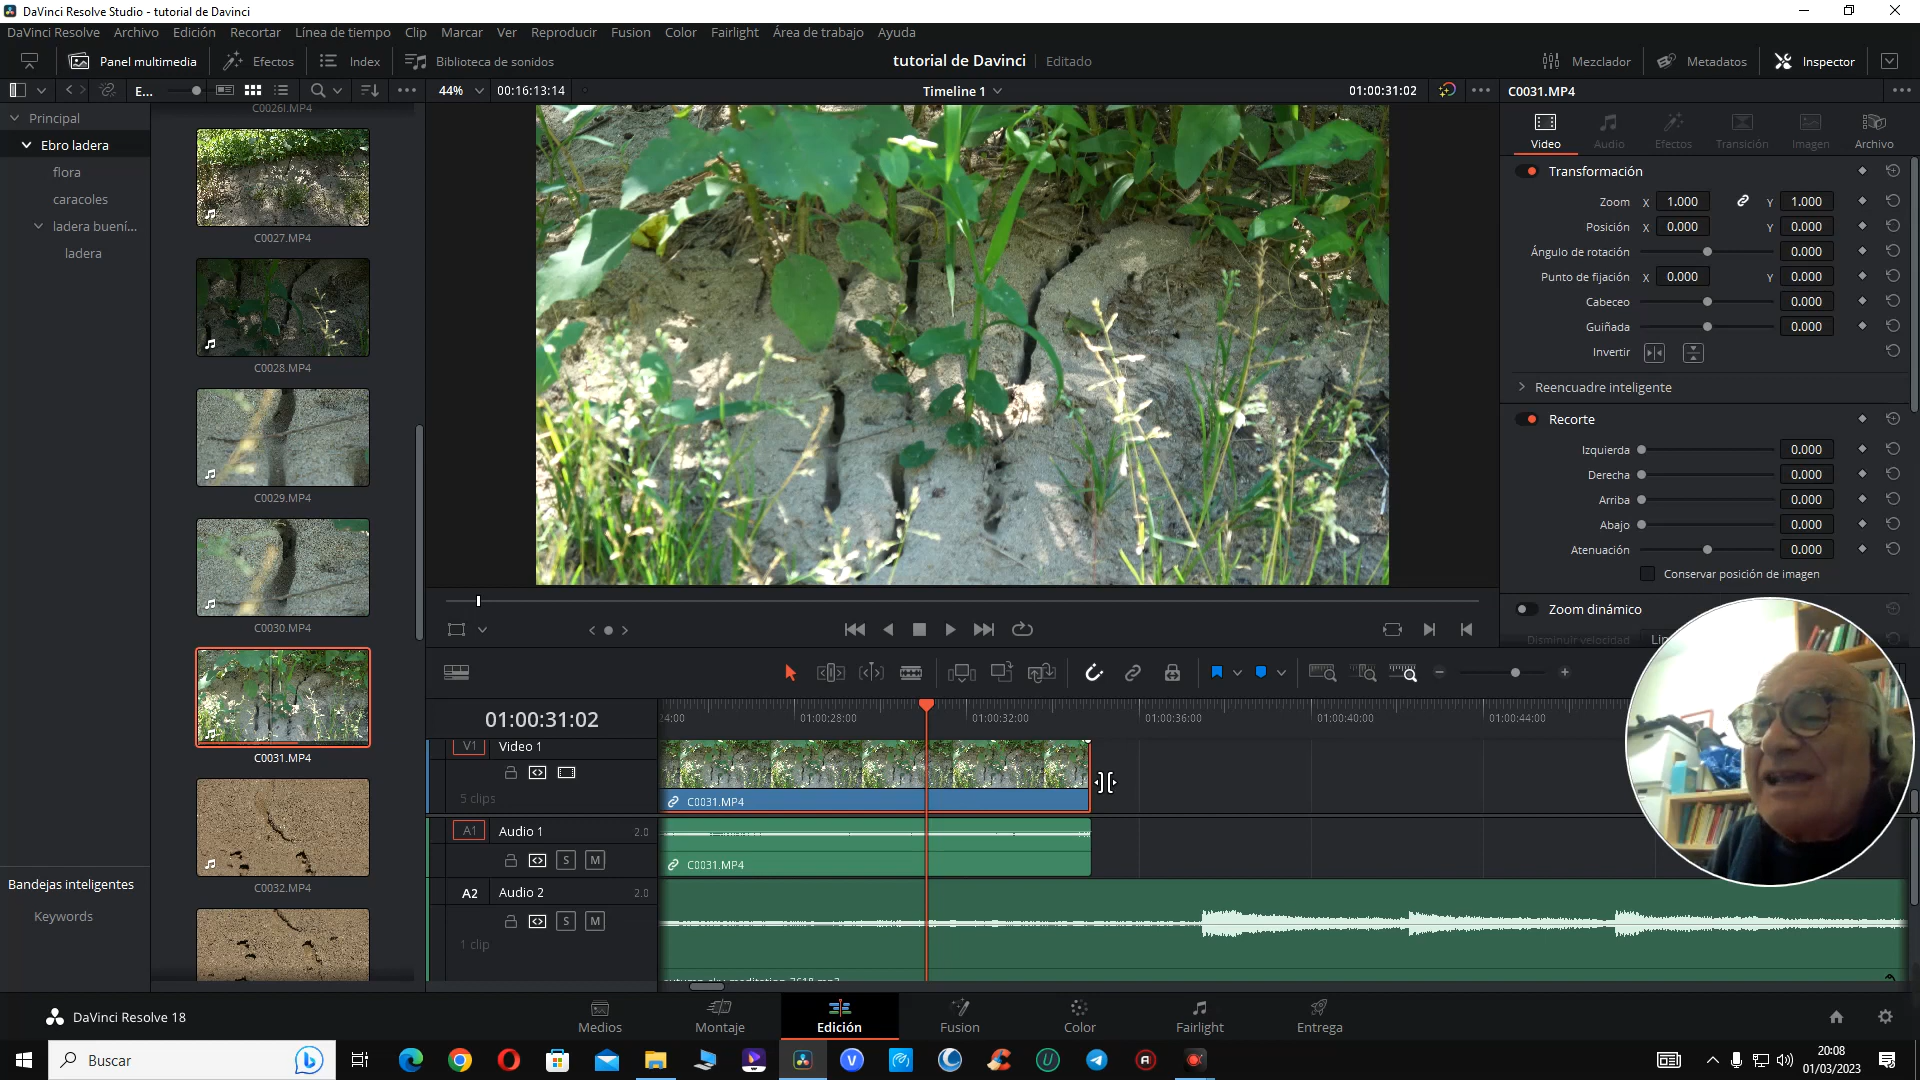 DaVinci Resolve Studio - tutorial de Davinci
DaVinci Resolve Archivo Edición Recortar Línea de tiempo Clip Marcar Ver Reproducir Fusion Color Fairlight Área de trabajo Ayuda
Panel multimedia Efectos Index Biblioteca de sonidos tutorial de Davinci Editado Mezclador Metadatos Inspector
E... 44% 00:16:13:14 Timeline 1 01:00:31:02 C0031.MP4
Principal
Ebro ladera
flora
caracoles
ladera buení...
ladera
Bandejas inteligentes
Keywords
C0026I.MP4
C0027.MP4
C0028.MP4
C0029.MP4
C0030.MP4
C0031.MP4
C0032.MP4
Video Audio Efectos Transición Imagen Archivo
Transformación
Zoom X 1.000 Y 1.000
Posición X 0.000 Y 0.000
Ángulo de rotación 0.000
Punto de fijación X 0.000 Y 0.000
Cabeceo 0.000
Guiñada 0.000
Invertir
Reencuadre inteligente
Recorte
Izquierda 0.000
Derecha 0.000
Arriba 0.000
Abajo 0.000
Atenuación 0.000
Conservar posición de imagen
Zoom dinámico
Disminuir velocidad
01:00:31:02 24:00 01:00:28:00 01:00:32:00 01:00:36:00 01:00:40:00 01:00:44:00
V1 Video 1
5 clips
C0031.MP4
A1 Audio 1 2.0
S M
C0031.MP4
A2 Audio 2 2.0
S M
1 clip
DaVinci Resolve 18
Medios Montaje Edición Fusion Color Fairlight Entrega
Buscar
20:08
01/03/2023